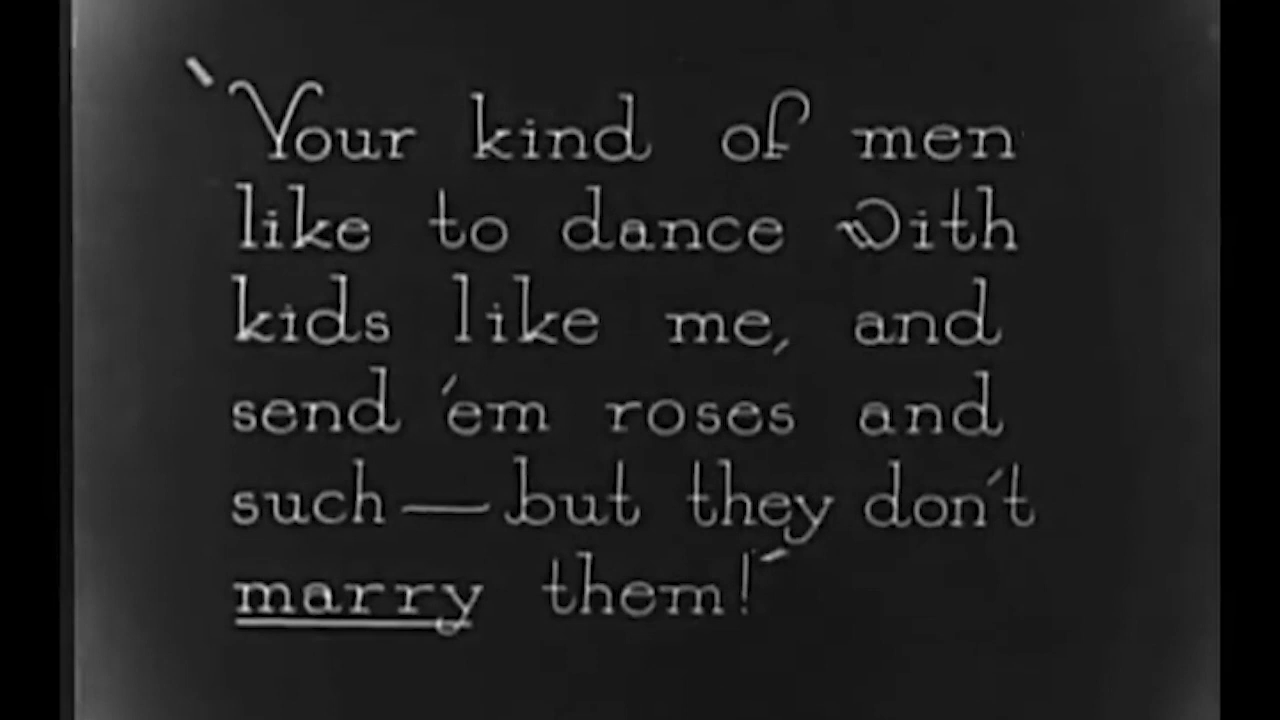 `Your kind of men
like to dance with
kids like me, and
send 'em roses and
such — but they don't
marry them!´